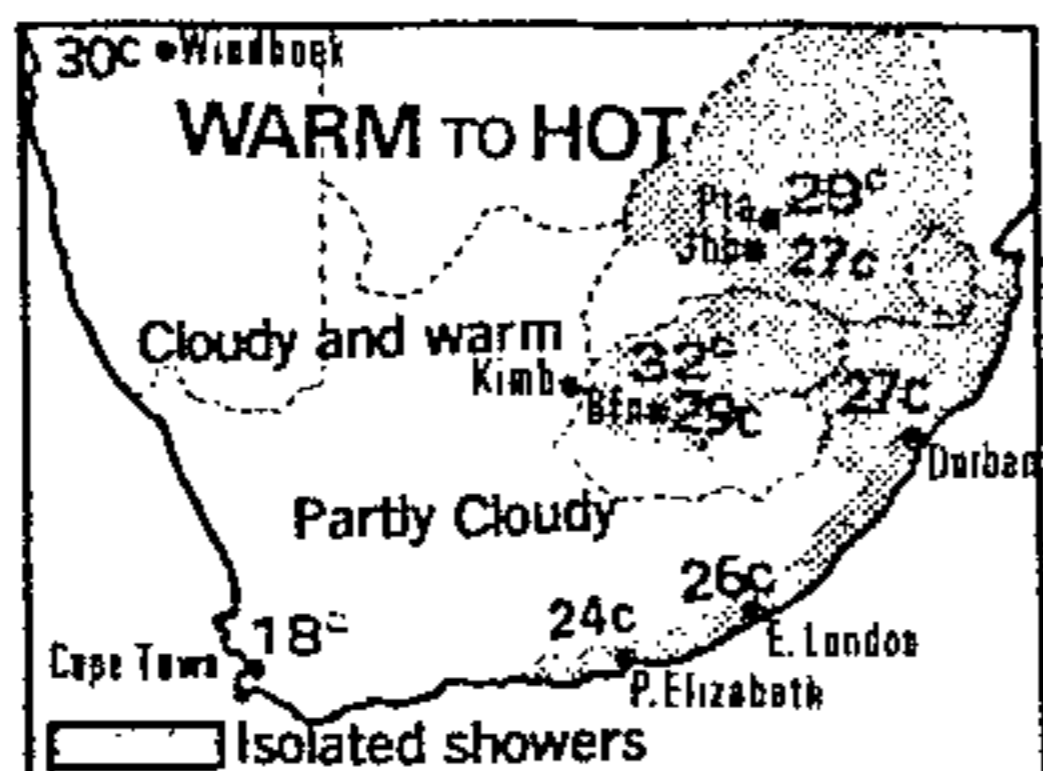 30c Windhoek
WARM TO HOT
Pta 29c
Jhb 27c
Cloudy and warm
32c
Kimb
Bfn 29c
27c
Durban
Partly Cloudy
26c
24c
E. London
18c
Cape Town
P. Elizabeth
Isolated showers